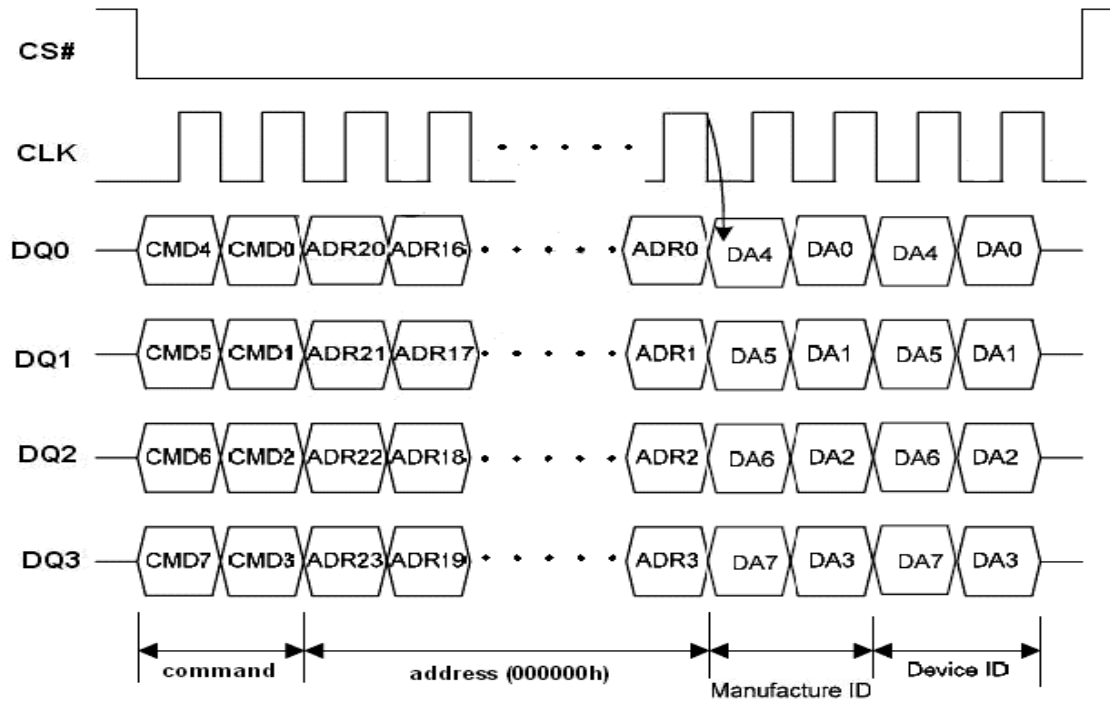 CS#
CLK
DQ0 CMD4 CMD0 ADR20 ADR16 ADR0 DA4 DA0 DA4 DA0
DQ1 CMD5 CMD1 ADR21 ADR17 ADR1 DA5 DA1 DA5 DA1
DQ2 CMD6 CMD2 ADR22 ADR18 ADR2 DA6 DA2 DA6 DA2
DQ3 CMD7 CMD3 ADR23 ADR19 ADR3 DA7 DA3 DA7 DA3
command address (000000h) Manufacture ID Device ID